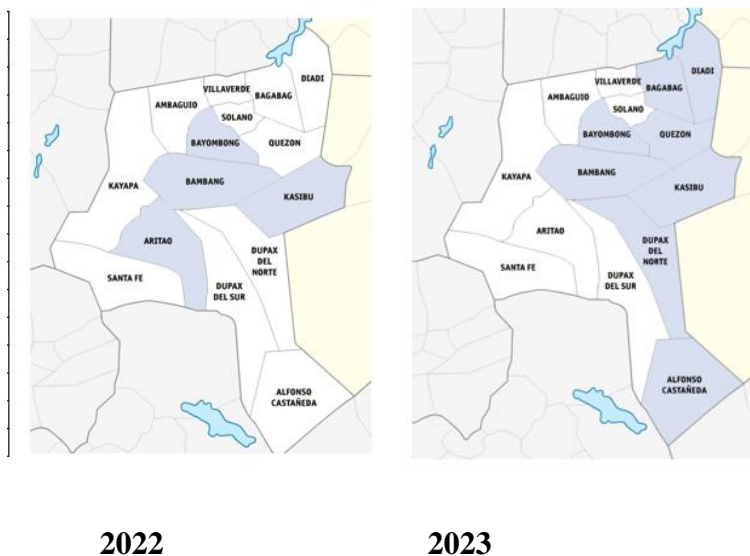 DIADI
VILLAVERDE
BAGABAG
AMBAGUIO
SOLANO
BAYOMBONG
QUEZON
BAMBANG
KAYAPA
KASIBU
ARITAO
DUPAX
DEL
NORTE
SANTA FE
DUPAX
DEL SUR
ALFONSO
CASTAÑEDA
DIADI
VILLAVERDE
BAGABAG
AMBAGUIO
SOLANO
BAYOMBONG
QUEZON
BAMBANG
KAYAPA
KASIBU
ARITAO
DUPAX
DEL
NORTE
SANTA FE
DUPAX
DEL SUR
ALFONSO
CASTAÑEDA
2022
2023